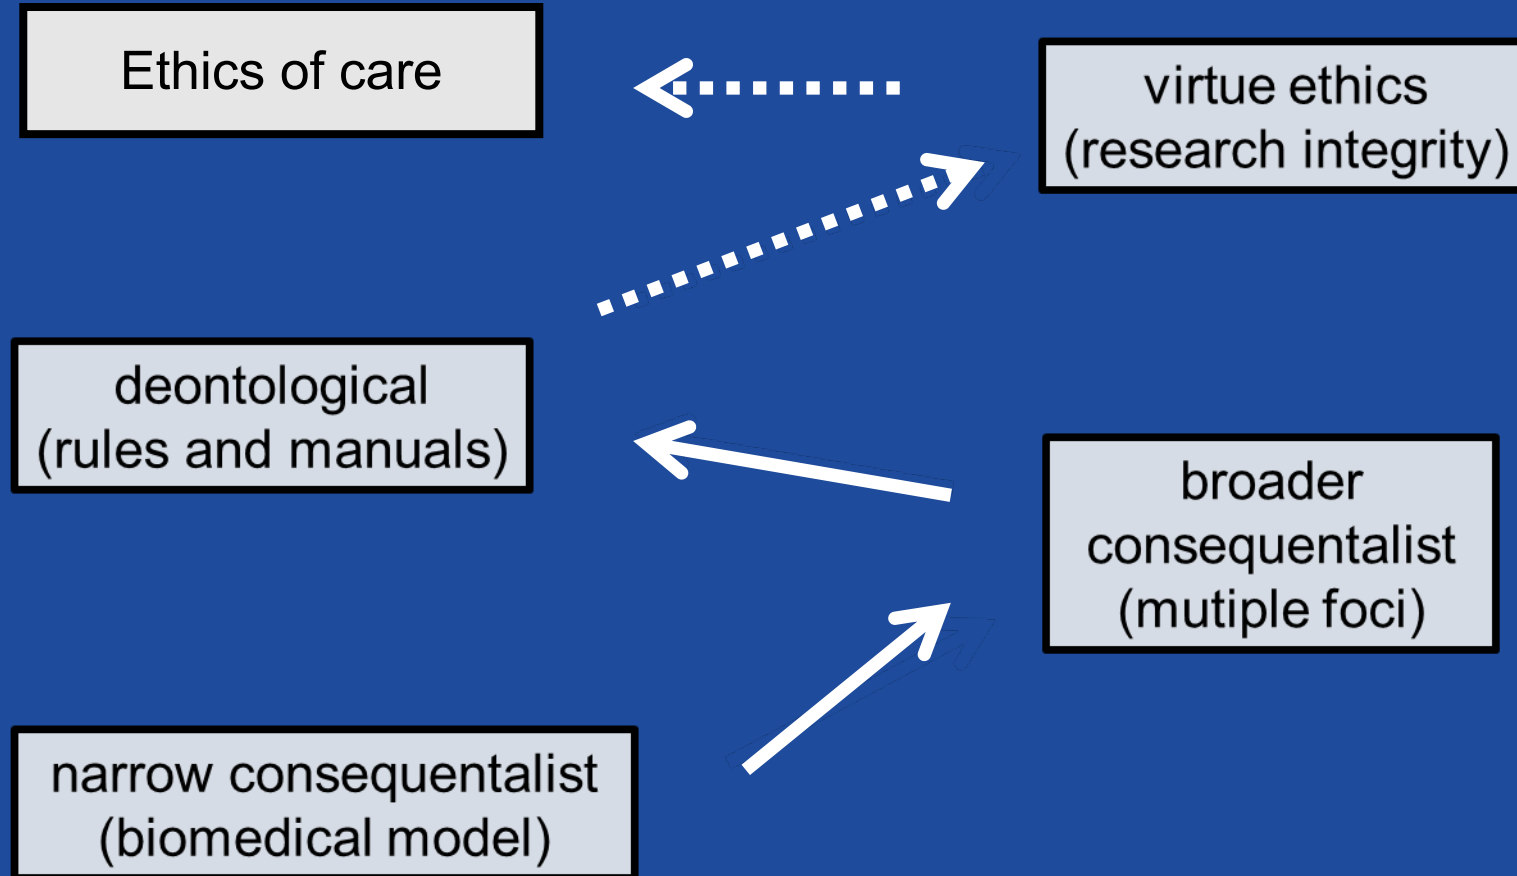 Ethics of care
virtue ethics
(research integrity)
deontological
(rules and manuals)
broader
consequentalist
(mutiple foci)
narrow consequentalist
(biomedical model)